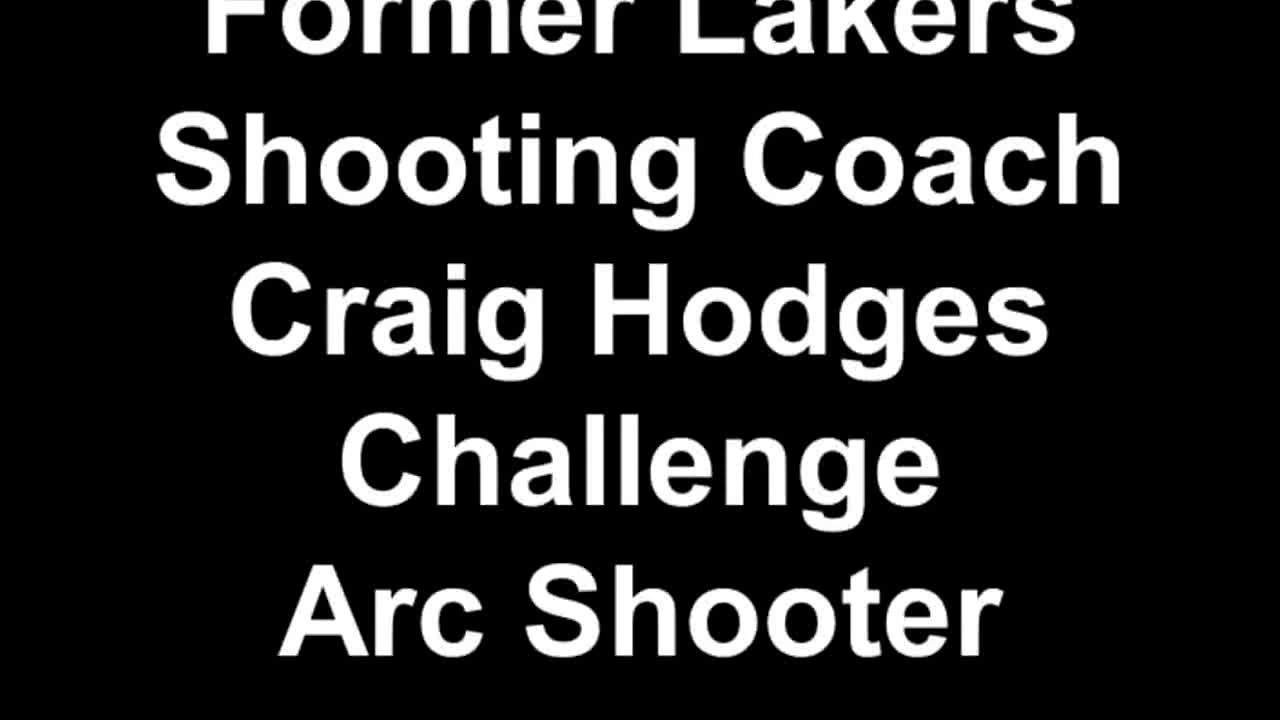 Former Lakers
Shooting Coach
Craig Hodges
Challenge
Arc Shooter